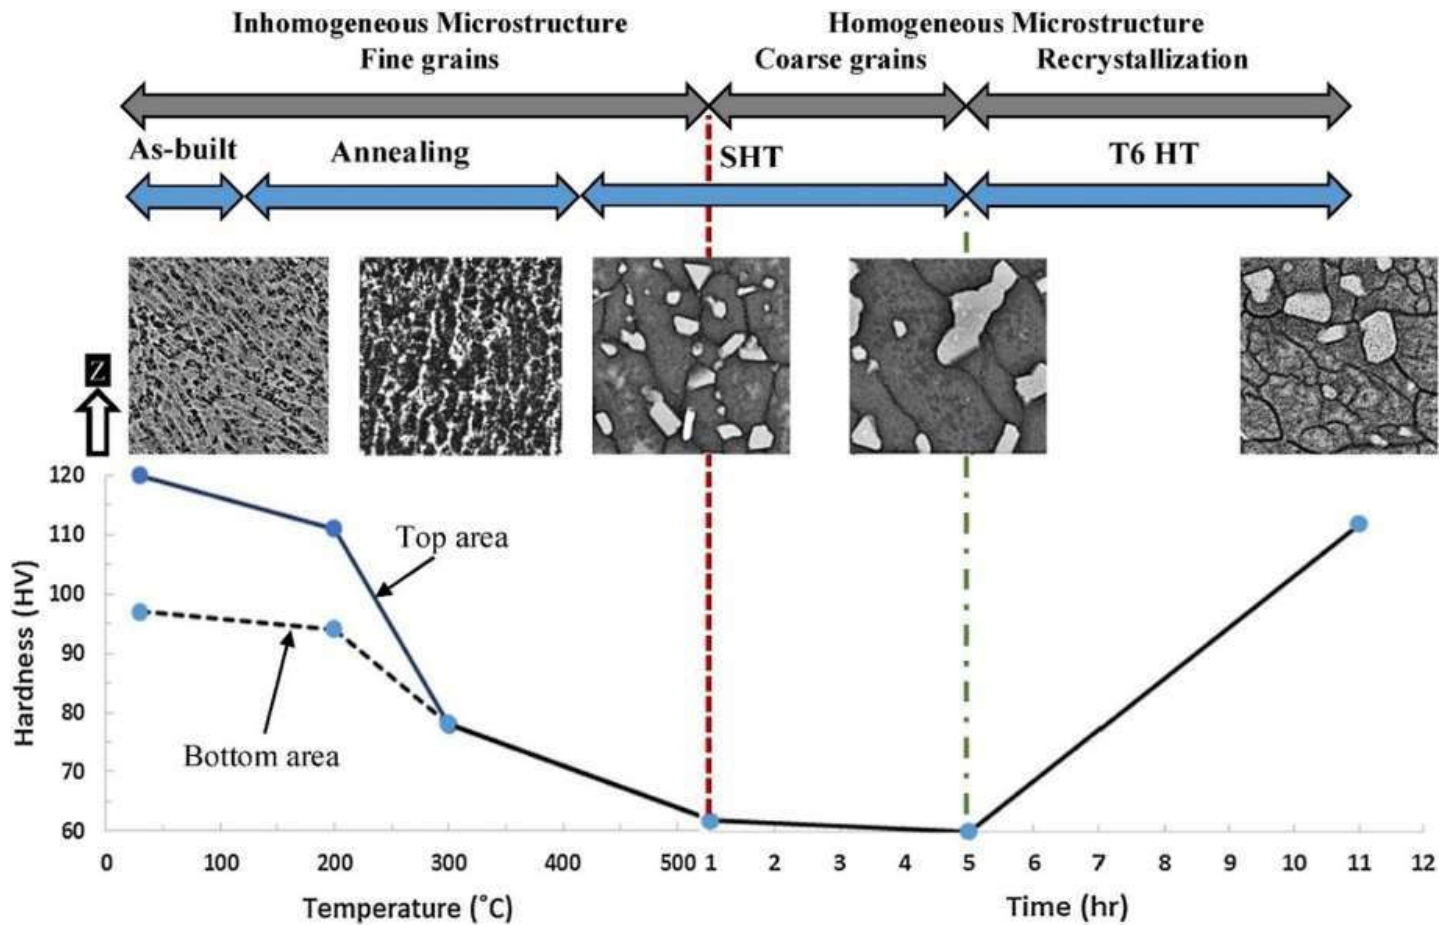 Inhomogeneous Microstructure Homogeneous Microstructure
Fine grains Coarse grains Recrystallization
As-built Annealing SHT T6 HT
Z
120
110
100
90
80
70
60
Hardness (HV)
Top area
Bottom area
0 100 200 300 400 500 1 2 3 4 5 6 7 8 9 10 11 12
Temperature (˚C) Time (hr)